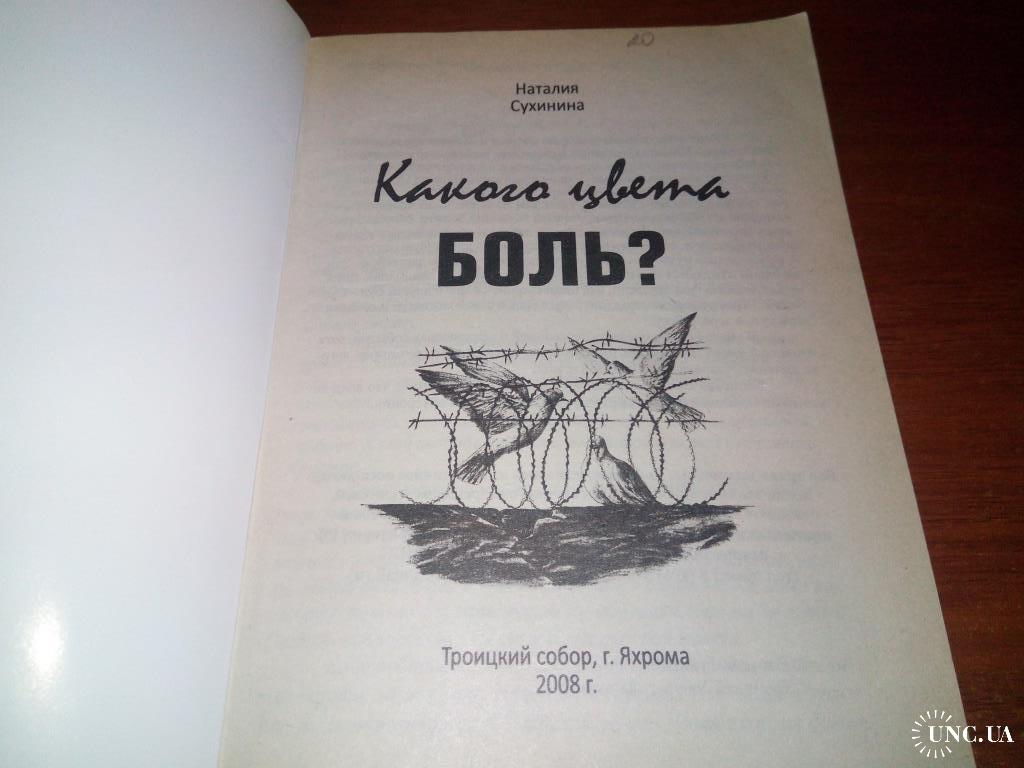 20
Наталия
Сухинина
Какого цвета
БОЛЬ?
Троицкий собор, г. Яхрома
2008 г.
UNC.UA